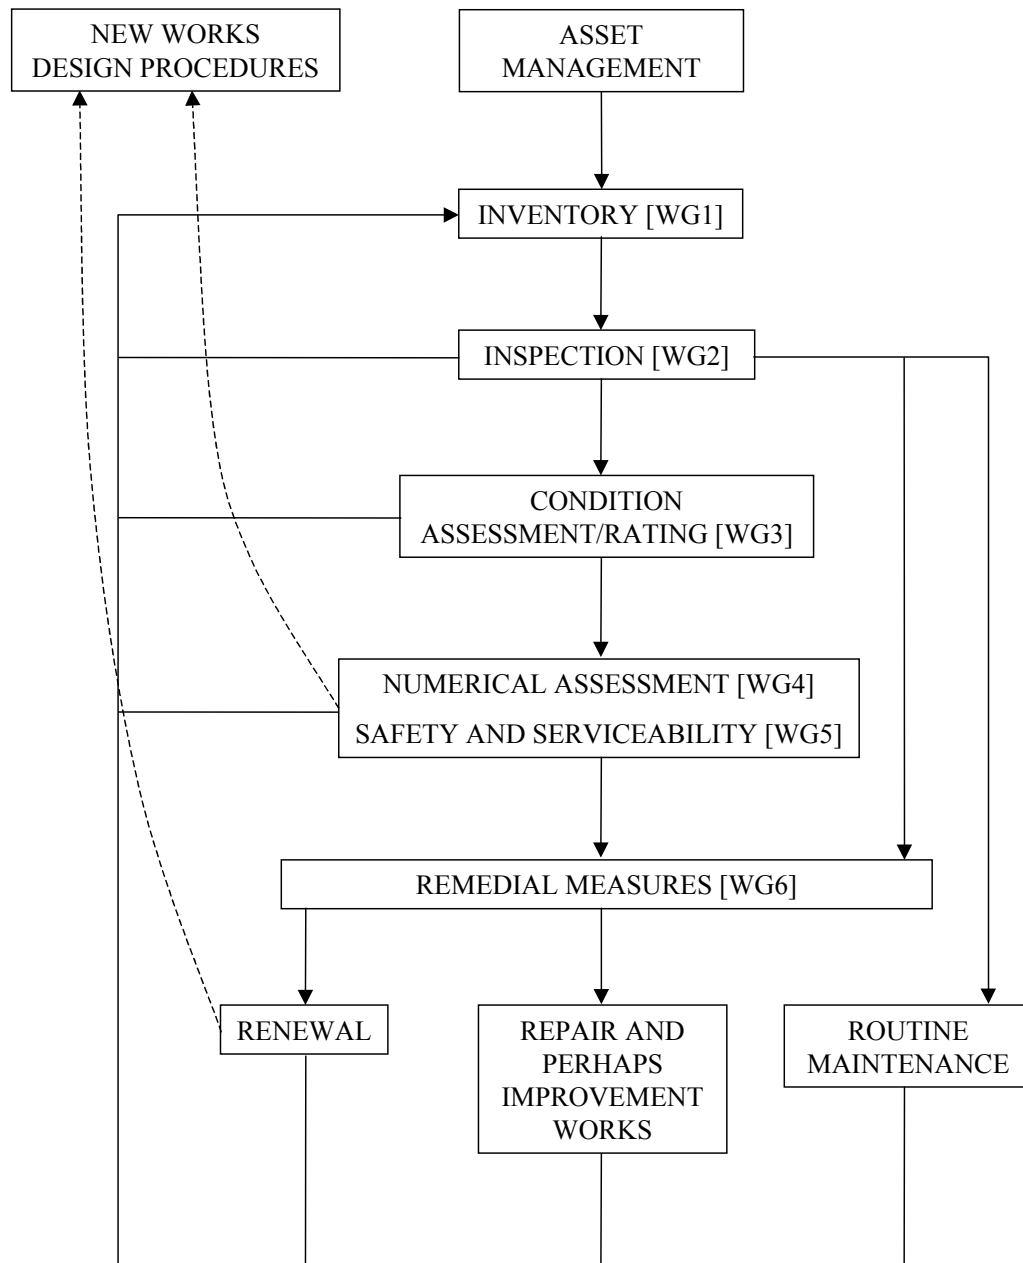 NEW WORKS
DESIGN PROCEDURES
ASSET
MANAGEMENT
INVENTORY [WG1]
INSPECTION [WG2]
CONDITION
ASSESSMENT/RATING [WG3]
NUMERICAL ASSESSMENT [WG4]
SAFETY AND SERVICEABILITY [WG5]
REMEDIAL MEASURES [WG6]
RENEWAL
REPAIR AND
PERHAPS
IMPROVEMENT
WORKS
ROUTINE
MAINTENANCE